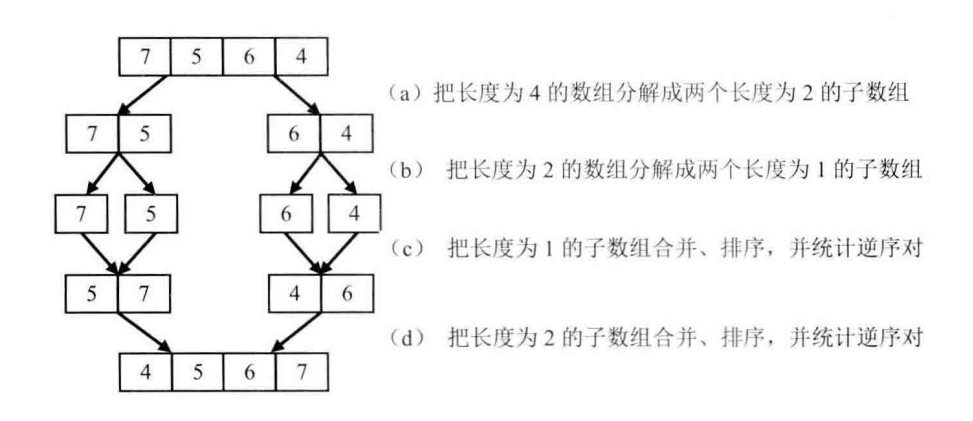 7 5 6 4
（a）把长度为 4 的数组分解成两个长度为 2 的子数组
7 5 6 4
（b） 把长度为 2 的数组分解成两个长度为 1 的子数组
7 5 6 4
（c） 把长度为 1 的子数组合并、排序，并统计逆序对
5 7 4 6
（d） 把长度为 2 的子数组合并、排序，并统计逆序对
4 5 6 7